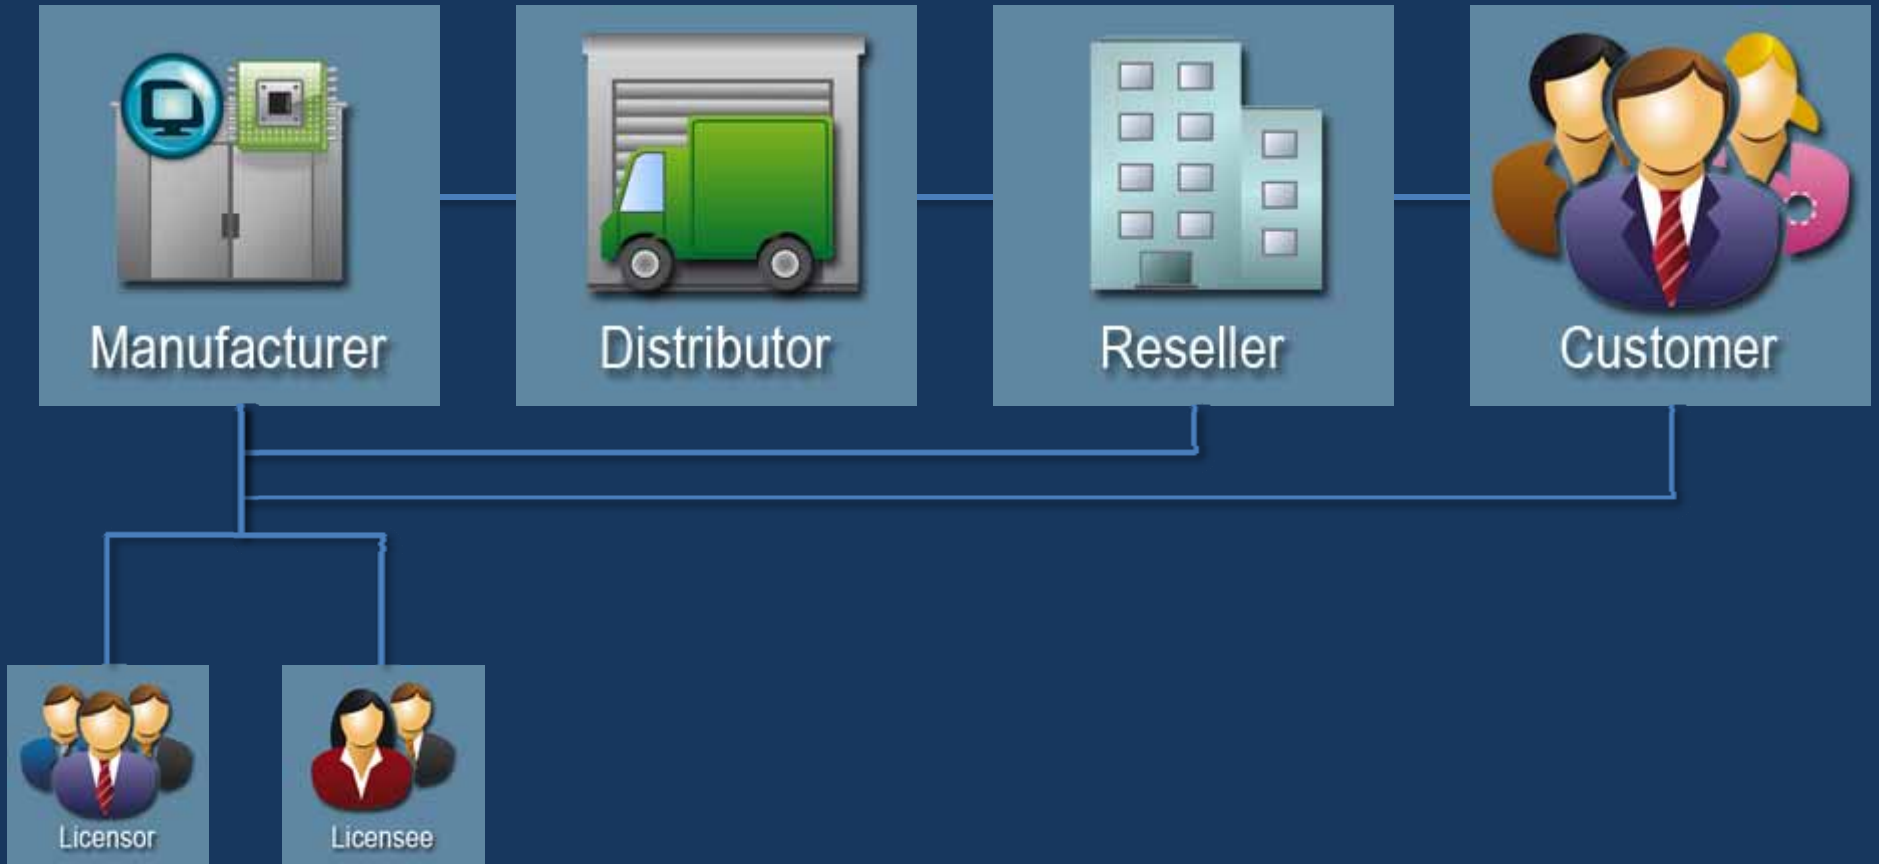 Manufacturer
Distributor
Reseller
Customer
Licensor
Licensee